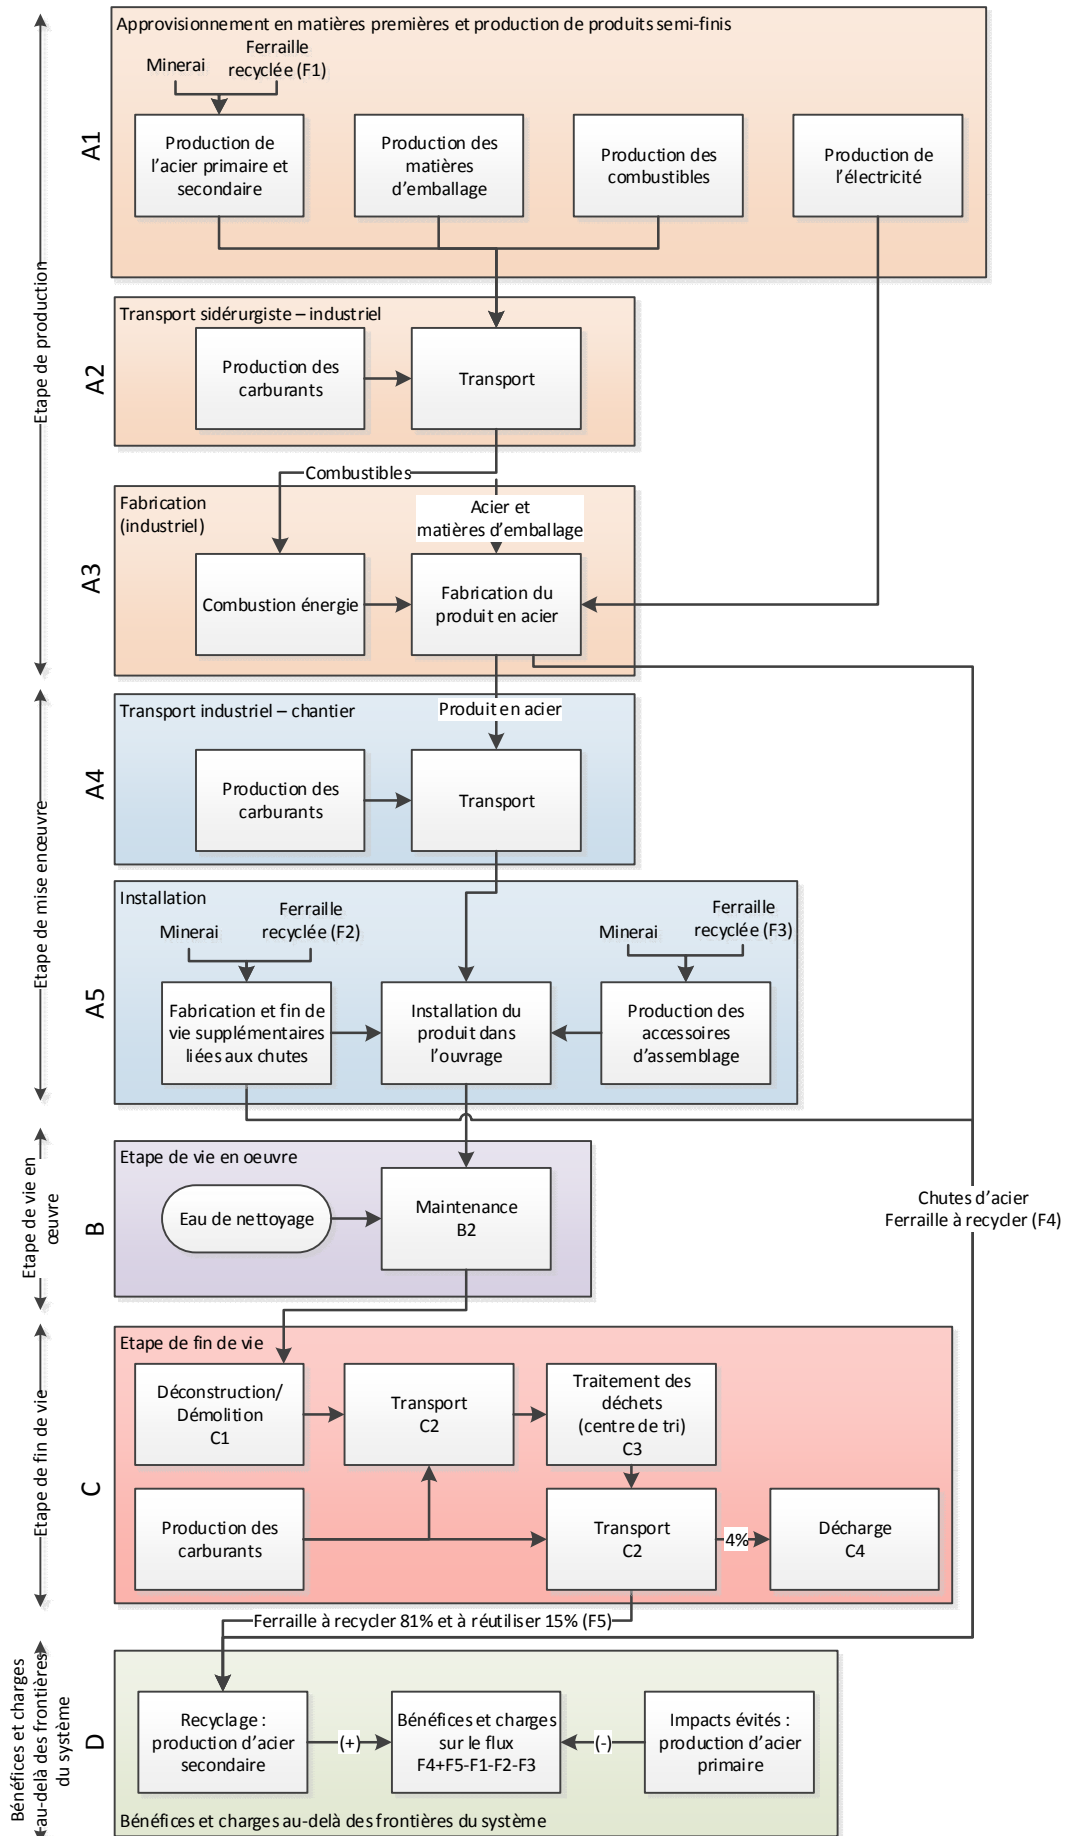 Approvisionnement en matières premières et production de produits semi-finis
Minerai
Ferraille
recyclée (F1)
A1
Production de
l'acier primaire et
secondaire
Production des
matières
d'emballage
Production des
combustibles
Production de
l'électricité
Etape de production
Transport sidérurgiste – industriel
A2
Production des
carburants
Transport
Combustibles
Fabrication
(industriel)
Acier et
matières d'emballage
A3
Combustion énergie
Fabrication du
produit en acier
Transport industriel – chantier
Produit en acier
A4
Production des
carburants
Transport
Etape de mise enœuvre
Installation
Minerai
Ferraille
recyclée (F2)
Minerai
Ferraille
recyclée (F3)
A5
Fabrication et fin de
vie supplémentaires
liées aux chutes
Installation du
produit dans
l'ouvrage
Production des
accessoires
d'assemblage
Etape de vie en oeuvre
Etape de vie en
œuvre
B
Eau de nettoyage
Maintenance
B2
Chutes d'acier
Ferraille à recycler (F4)
Etape de fin de vie
Etape de fin de vie
C
Déconstruction/
Démolition
C1
Transport
C2
Traitement des
déchets
(centre de tri)
C3
Production des
carburants
Transport
C2
4%
Décharge
C4
Ferraille à recycler 81% et à réutiliser 15% (F5)
Bénéfices et charges
au-delà des frontières
du système
D
Recyclage :
production d'acier
secondaire
(+)
Bénéfices et charges
sur le flux
F4+F5-F1-F2-F3
(-)
Impacts évités :
production d'acier
primaire
Bénéfices et charges au-delà des frontières du système